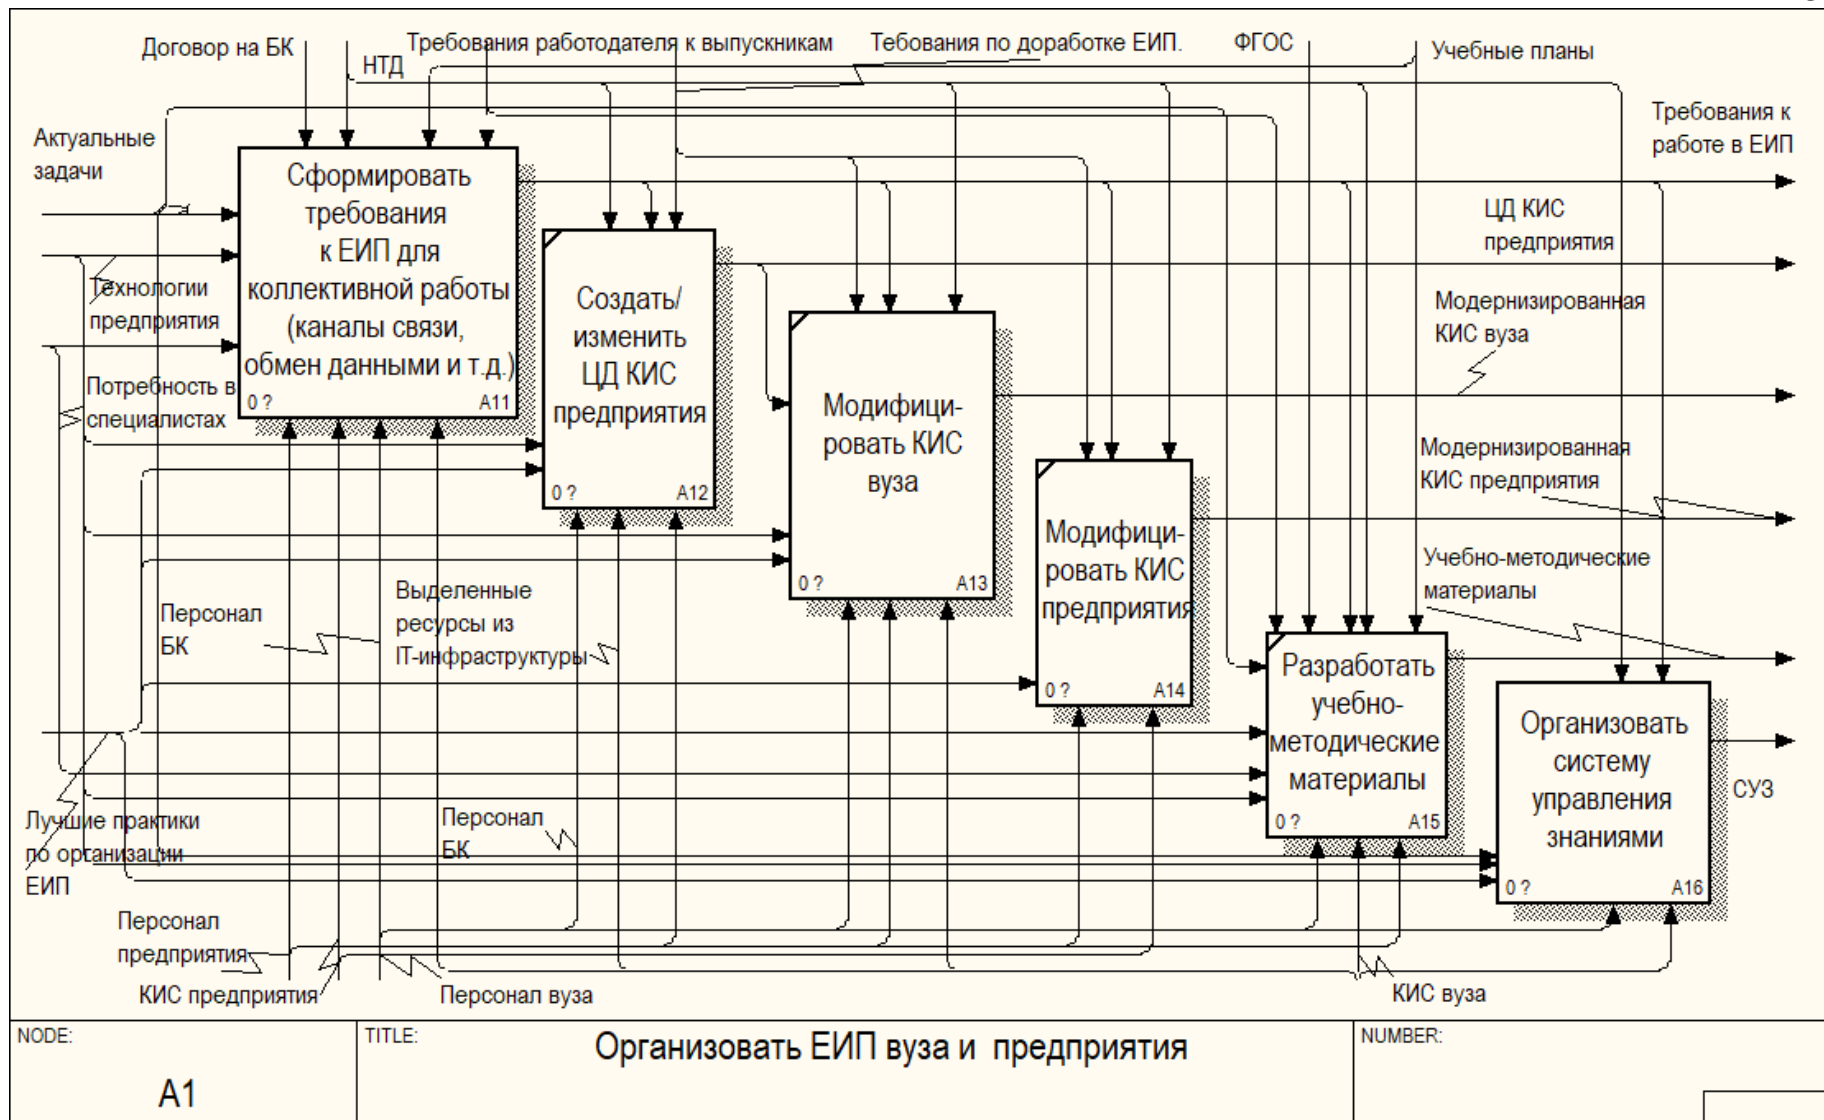 Договор на БК
НТД
Требования работодателя к выпускникам
Тебования по доработке ЕИП.
ФГОС
Учебные планы
Актуальные
задачи
Требования к
работе в ЕИП
Сформировать
требования
к ЕИП для
коллективной работы
(каналы связи,
обмен данными и т.д.)
0 ?
A11
ЦД КИС
предприятия
Технологии
предприятия
Создать/
изменить
ЦД КИС
предприятия
0 ?
A12
Модернизированная
КИС вуза
Потребность в
специалистах
Модифици-
ровать КИС
вуза
0 ?
A13
Модернизированная
КИС предприятия
Модифици-
ровать КИС
предприятия
0 ?
A14
Учебно-методические
материалы
Персонал
БК
Выделенные
ресурсы из
IT-инфраструктуры
Разработать
учебно-
методические
материалы
0 ?
A15
Организовать
систему
управления
знаниями
0 ?
A16
СУЗ
Лучшие практики
по организации
ЕИП
Персонал
БК
Персонал
предприятия
КИС предприятия
Персонал вуза
КИС вуза
NODE:
A1
TITLE:
Организовать ЕИП вуза и предприятия
NUMBER: